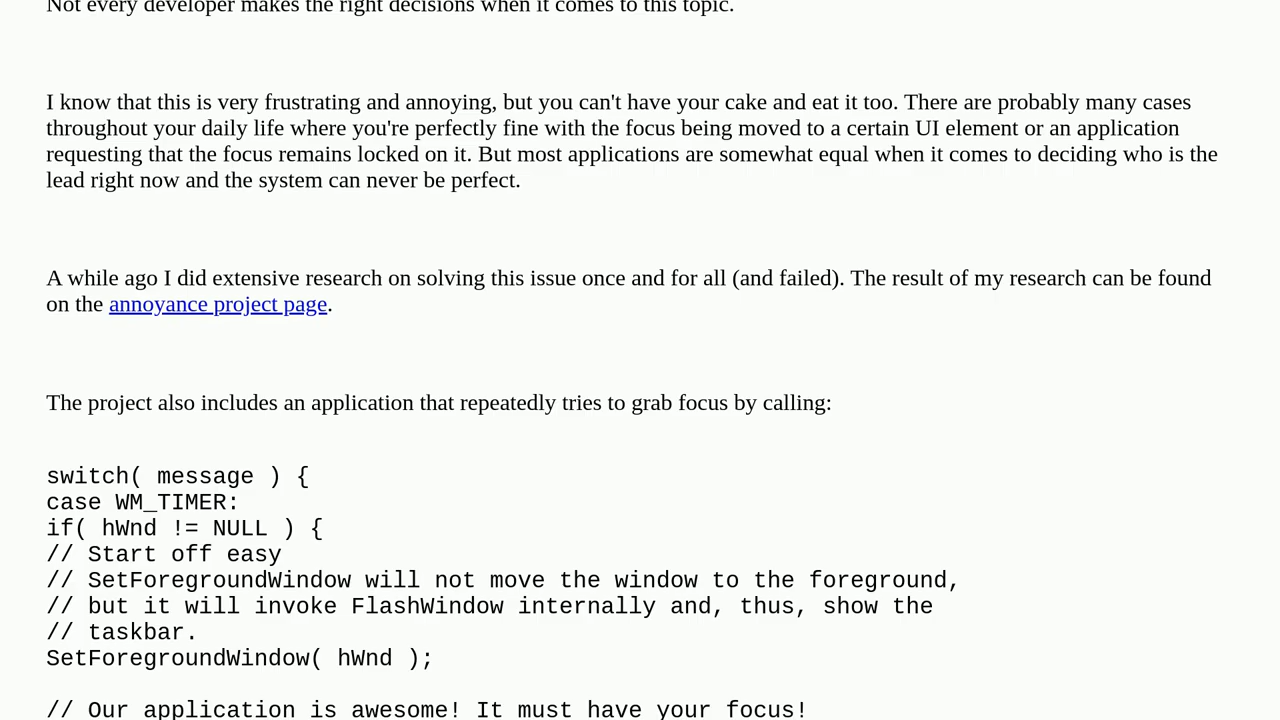 Not every developer makes the right decisions when it comes to this topic.
I know that this is very frustrating and annoying, but you can't have your cake and eat it too. There are probably many cases
throughout your daily life where you're perfectly fine with the focus being moved to a certain UI element or an application
requesting that the focus remains locked on it. But most applications are somewhat equal when it comes to deciding who is the
lead right now and the system can never be perfect.
A while ago I did extensive research on solving this issue once and for all (and failed). The result of my research can be found
on the annoyance project page.
The project also includes an application that repeatedly tries to grab focus by calling:
switch( message ) {
case WM_TIMER:
if( hWnd != NULL ) {
// Start off easy
// SetForegroundWindow will not move the window to the foreground,
// but it will invoke FlashWindow internally and, thus, show the
// taskbar.
SetForegroundWindow( hWnd );
// Our application is awesome! It must have your focus!